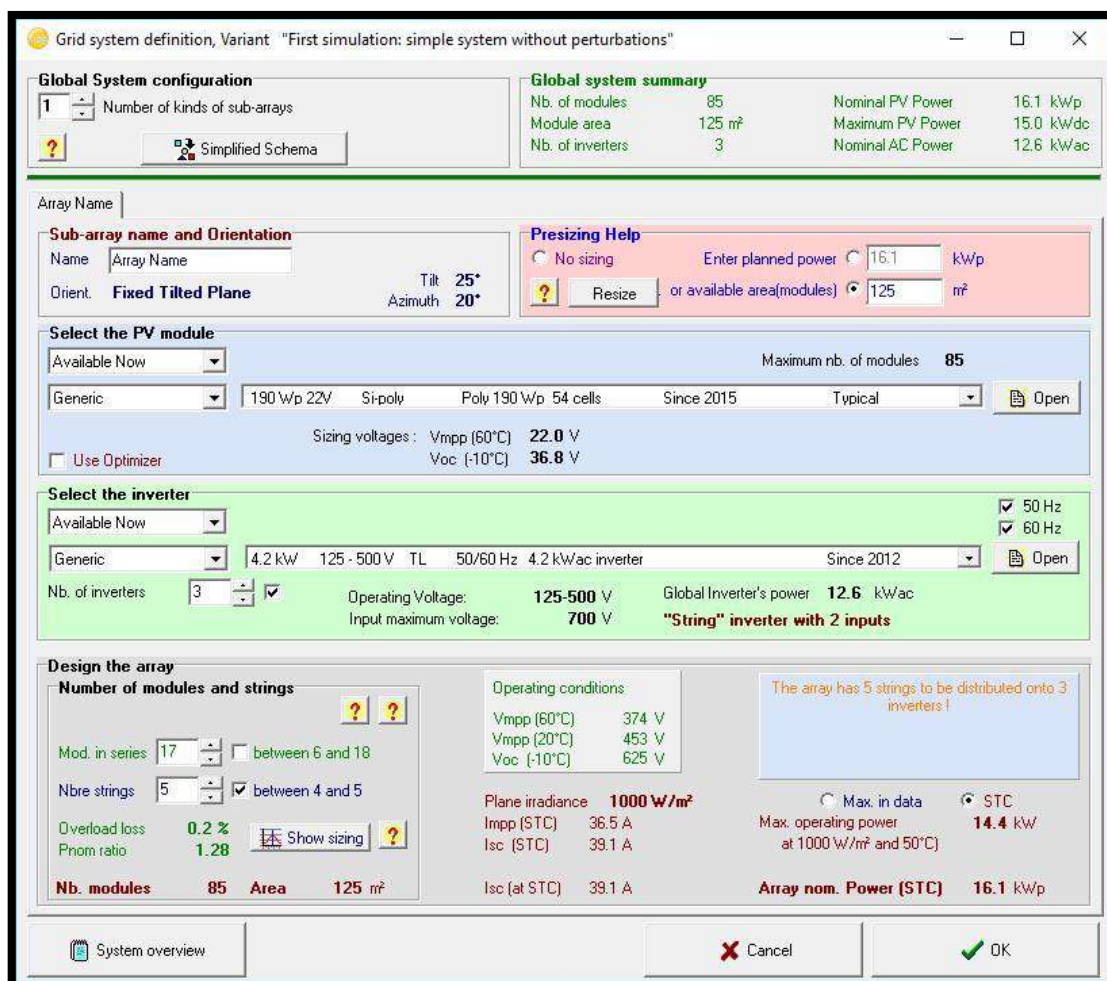 Grid system definition, Variant "First simulation: simple system without perturbations"
Global System configuration
1 Number of kinds of sub-arrays
? Simplified Schema
Global system summary
Nb. of modules 85 Nominal PV Power 16.1 kWp
Module area 125 m² Maximum PV Power 15.0 kWdc
Nb. of inverters 3 Nominal AC Power 12.6 kWac
Array Name
Sub-array name and Orientation
Name Array Name
Orient. Fixed Tilted Plane
Tilt 25°
Azimuth 20°
Presizing Help
No sizing Enter planned power 16.1 kWp
? Resize . or available area(modules) 125 m²
Select the PV module
Available Now Maximum nb. of modules 85
Generic 190 Wp 22V Si-poly Poly 190 Wp 54 cells Since 2015 Typical Open
Sizing voltages : Vmpp (60°C) 22.0 V
Use Optimizer Voc (-10°C) 36.8 V
Select the inverter
Available Now 50 Hz
60 Hz
Generic 4.2 kW 125 - 500 V TL 50/60 Hz 4.2 kWac inverter Since 2012 Open
Nb. of inverters 3 Operating Voltage: 125-500 V Global Inverter's power 12.6 kWac
Input maximum voltage: 700 V "String" inverter with 2 inputs
Design the array
Number of modules and strings
? ?
Mod. in series 17 between 6 and 18
Nbre strings 5 between 4 and 5
Overload loss 0.2 %
Pnom ratio 1.28 Show sizing ?
Nb. modules 85 Area 125 m²
Operating conditions
Vmpp (60°C) 374 V
Vmpp (20°C) 453 V
Voc (-10°C) 625 V
Plane irradiance 1000 W/m²
Impp (STC) 36.5 A
Isc (STC) 39.1 A
Isc (at STC) 39.1 A
The array has 5 strings to be distributed onto 3
inverters !
Max. in data STC
Max. operating power 14.4 kW
at 1000 W/m² and 50°C)
Array nom. Power (STC) 16.1 kWp
System overview Cancel OK